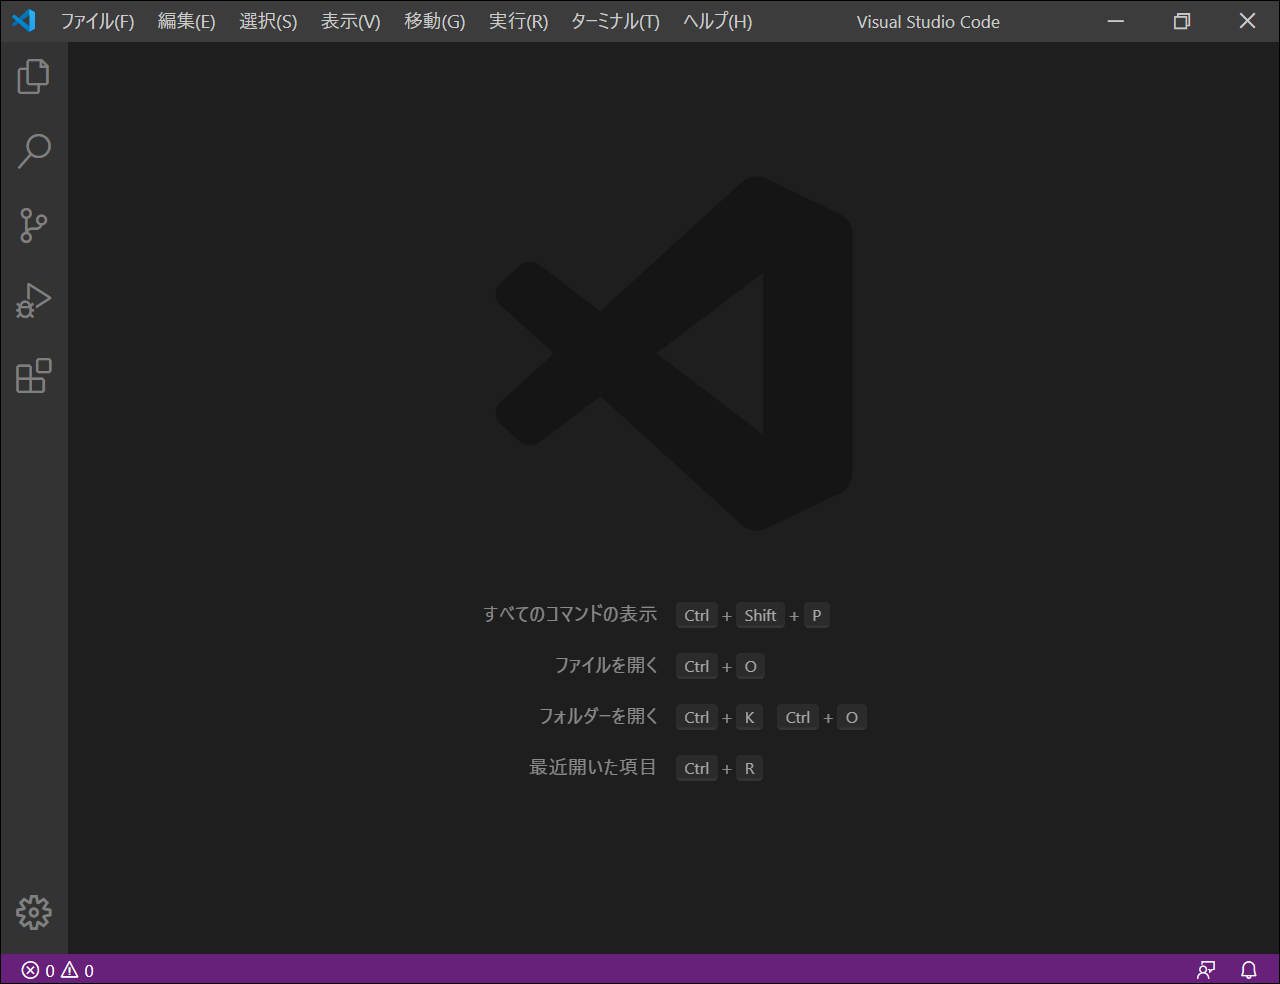 ファイル(F) 編集(E) 選択(S) 表示(V) 移動(G) 実行(R) ターミナル(T) ヘルプ(H) Visual Studio Code
すべてのコマンドの表示 Ctrl + Shift + P
ファイルを開く Ctrl + O
フォルダーを開く Ctrl + K Ctrl + O
最近開いた項目 Ctrl + R
0 0